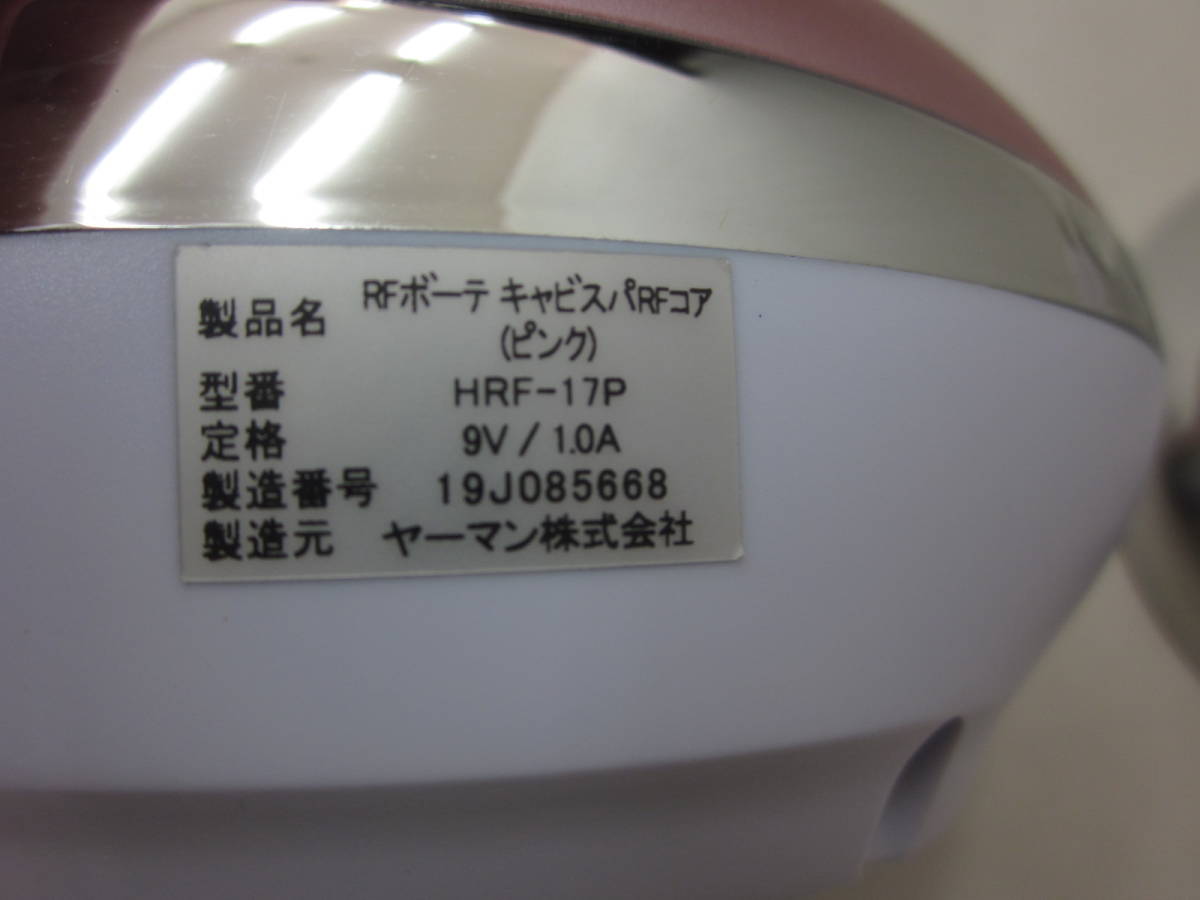 製品名 RFボーテ キャビスパRFコア
(ピンク)
型番 HRF-17P
定格 9V / 1.0A
製造番号 19J085668
製造元 ヤーマン株式会社